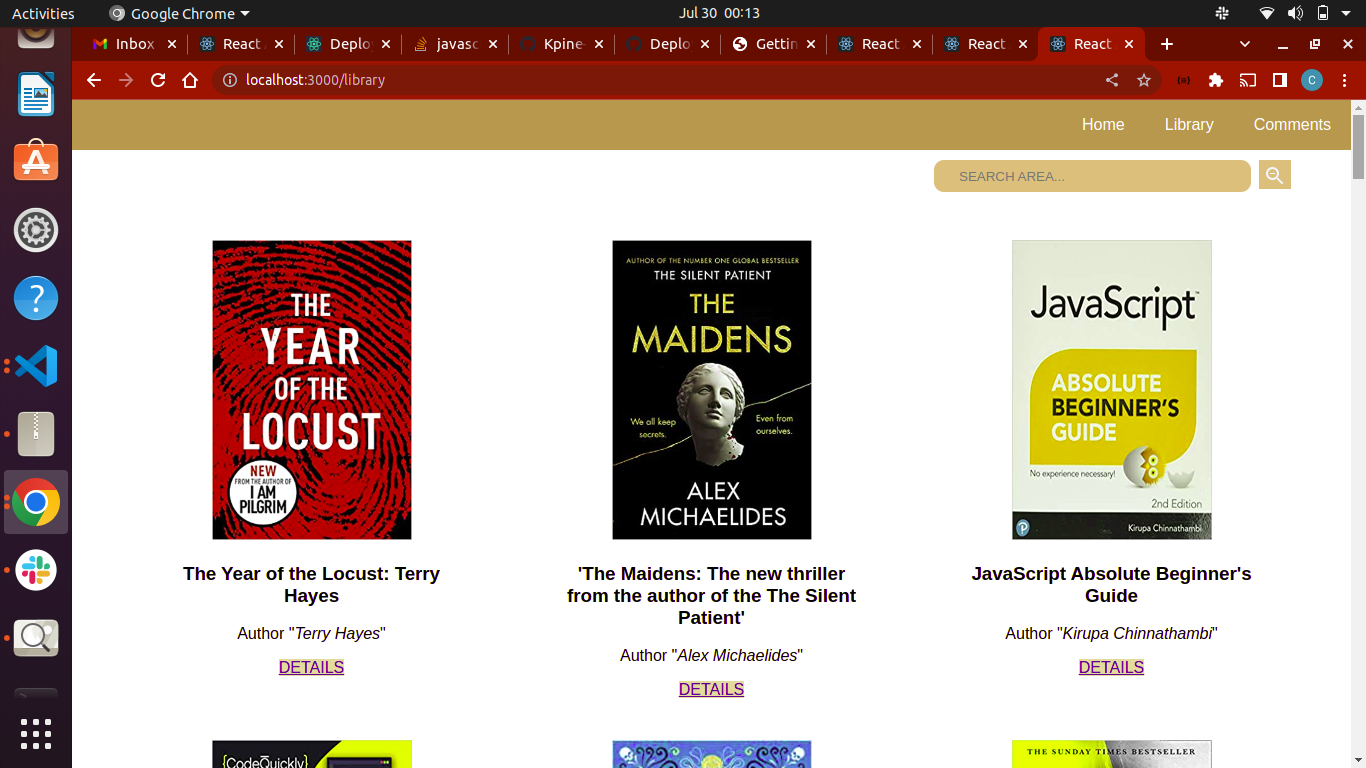 Activities
Google Chrome
Jul 30 00:13
Inbox
React
Deploy
javasc
Kpine-
Deplo
Gettin
React
React
React
localhost:3000/library
C
Home
Library
Comments
SEARCH AREA...
THE
YEAR
OF THE
LOCUST
NEW
FROM THE AUTHOR OF
I AM
PILGRIM
The Year of the Locust: Terry
Hayes
Author "Terry Hayes"
DETAILS
AUTHOR OF THE NUMBER ONE GLOBAL BESTSELLER
THE SILENT PATIENT
THE
MAIDENS
We all keep
secrets.
Even from
ourselves.
ALEX
MICHAELIDES
'The Maidens: The new thriller
from the author of the The Silent
Patient'
Author "Alex Michaelides"
DETAILS
JavaScript™
ABSOLUTE
BEGINNER'S
GUIDE
No experience necessary!
2nd Edition
P
Kirupa Chinnathambi
JavaScript Absolute Beginner's
Guide
Author "Kirupa Chinnathambi"
DETAILS
{CodeQuickly}
THE SUNDAY TIMES BESTSELLER